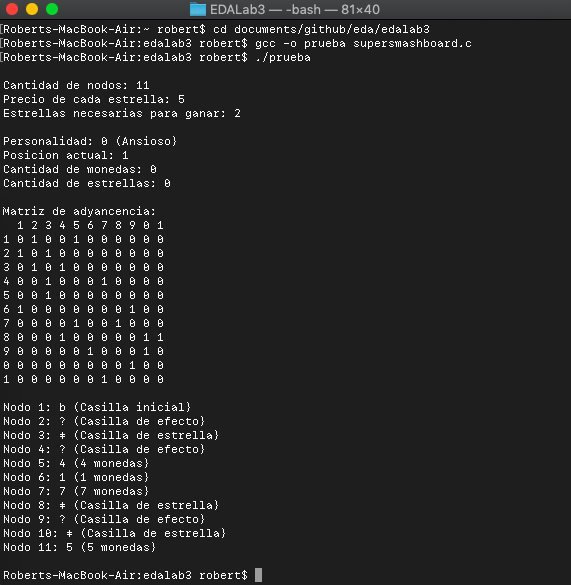 EDALab3 — -bash — 81×40
[Roberts-MacBook-Air:~ robert$ cd documents/github/eda/edalab3
[Roberts-MacBook-Air:edalab3 robert$ gcc -o prueba supersmashboard.c
[Roberts-MacBook-Air:edalab3 robert$ ./prueba
Cantidad de nodos: 11
Precio de cada estrella: 5
Estrellas necesarias para ganar: 2
Personalidad: 0 (Ansioso)
Posicion actual: 1
Cantidad de monedas: 0
Cantidad de estrellas: 0
Matriz de adyancencia:
  1 2 3 4 5 6 7 8 9 0 1
1 0 1 0 0 1 0 0 0 0 0 0
2 1 0 1 0 0 0 0 0 0 0 0
3 0 1 0 1 0 0 0 0 0 0 0
4 0 0 1 0 0 0 1 0 0 0 0
5 0 0 1 0 0 0 0 0 0 0 0
6 1 0 0 0 0 0 0 0 1 0 0
7 0 0 0 0 1 0 0 1 0 0 0
8 0 0 0 1 0 0 0 0 0 1 1
9 0 0 0 0 0 1 0 0 0 1 0
0 0 0 0 0 0 0 0 0 1 0 0
1 0 0 0 0 0 0 1 0 0 0 0
Nodo 1: b (Casilla inicial)
Nodo 2: ? (Casilla de efecto)
Nodo 3: * (Casilla de estrella)
Nodo 4: ? (Casilla de efecto)
Nodo 5: 4 (4 monedas)
Nodo 6: 1 (1 monedas)
Nodo 7: 7 (7 monedas)
Nodo 8: * (Casilla de estrella)
Nodo 9: ? (Casilla de efecto)
Nodo 10: * (Casilla de estrella)
Nodo 11: 5 (5 monedas)
Roberts-MacBook-Air:edalab3 robert$